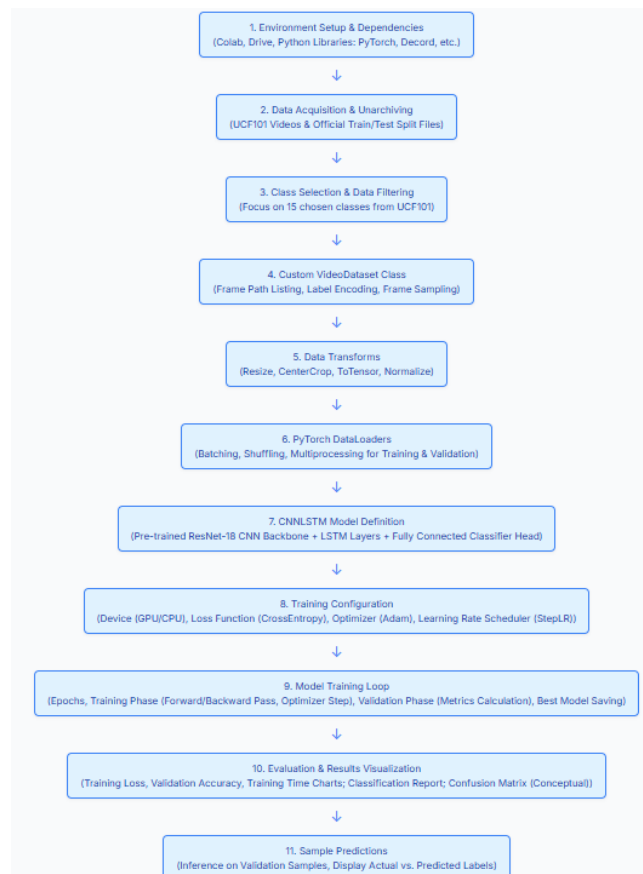 1. Environment Setup & Dependencies
(Colab, Drive, Python Libraries: PyTorch, Decord, etc.)
↓
2. Data Acquisition & Unarchiving
(UCF101 Videos & Official Train/Test Split Files)
↓
3. Class Selection & Data Filtering
(Focus on 15 chosen classes from UCF101)
↓
4. Custom VideoDataset Class
(Frame Path Listing, Label Encoding, Frame Sampling)
↓
5. Data Transforms
(Resize, CenterCrop, ToTensor, Normalize)
↓
6. PyTorch DataLoaders
(Batching, Shuffling, Multiprocessing for Training & Validation)
↓
7. CNNLSTM Model Definition
(Pre-trained ResNet-18 CNN Backbone + LSTM Layers + Fully Connected Classifier Head)
↓
8. Training Configuration
(Device (GPU/CPU), Loss Function (CrossEntropy), Optimizer (Adam), Learning Rate Scheduler (StepLR))
↓
9. Model Training Loop
(Epochs, Training Phase (Forward/Backward Pass, Optimizer Step), Validation Phase (Metrics Calculation), Best Model Saving)
↓
10. Evaluation & Results Visualization
(Training Loss, Validation Accuracy, Training Time Charts; Classification Report; Confusion Matrix (Conceptual))
↓
11. Sample Predictions
(Inference on Validation Samples, Display Actual vs. Predicted Labels)